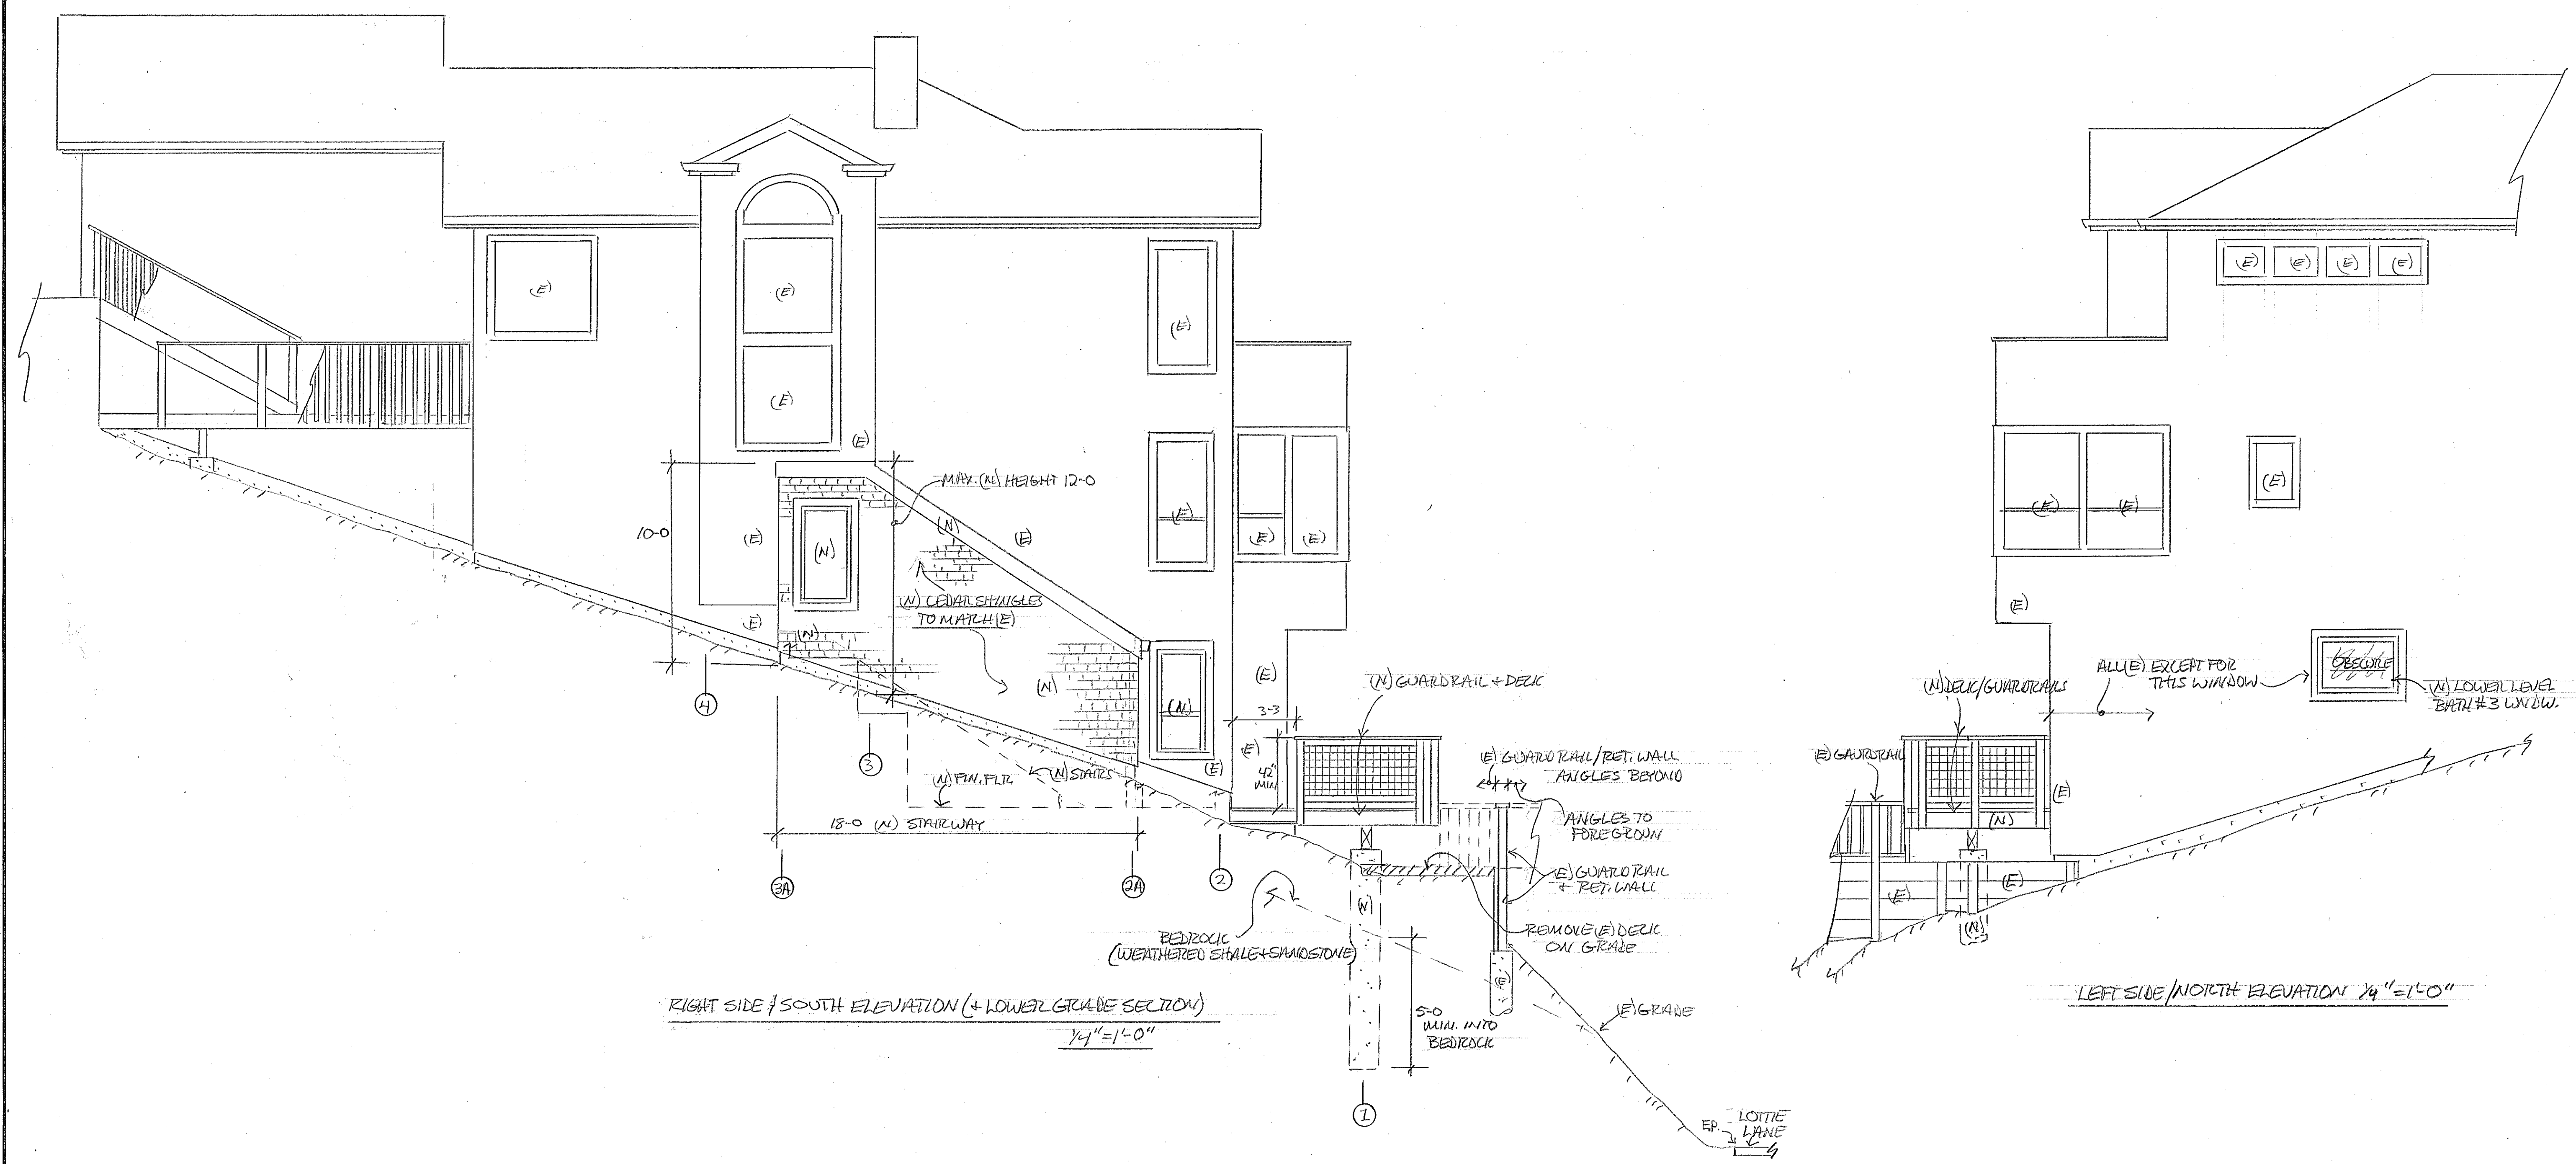 (E)
(E)
(E)
(E)
(E)
MAX. (N) HEIGHT 12-0
10-0
(E)
(N)
(N)
(E)
(E)
(E)
(E)
(N) CEDAR SHINGLES
TO MATCH (E)
(E)
(N)
(N)
(N)
(E)
(N) GUARDRAIL + DECK
3-3
(E)
42"
MIN.
(E)
4
3
(N) FIN. FLR.
(N) STAIRS
18-0 (N) STAIRWAY
3A
2A
2
(E) GUARDRAIL/RET. WALL
ANGLES BEYOND
ANGLES TO
FOREGROUN
(E) GUARDRAIL
+ RET. WALL
(N)
REMOVE (E) DECK
ON GRADE
BEDROCK
(WEATHERED SHALE + SANDSTONE)
(E)
5-0
MIN. INTO
BEDROCK
(E) GRADE
1
E.P.
LOTTIE
LANE
RIGHT SIDE / SOUTH ELEVATION (+ LOWER GRADE SECTION)
1/4" = 1'-0"
(E)
(E)
(E)
(E)
(E)
(E)
(E)
(E)
ALL (E) EXCEPT FOR
THIS WINDOW
OBSCURE
(N) LOWER LEVEL
BATH #3 WNDW.
(N) DECK/GUARDRAILS
(E) GAURDRAIL
(E)
(N)
(E)
(E)
(N)
LEFT SIDE/NORTH ELEVATION 1/4" = 1'-0"